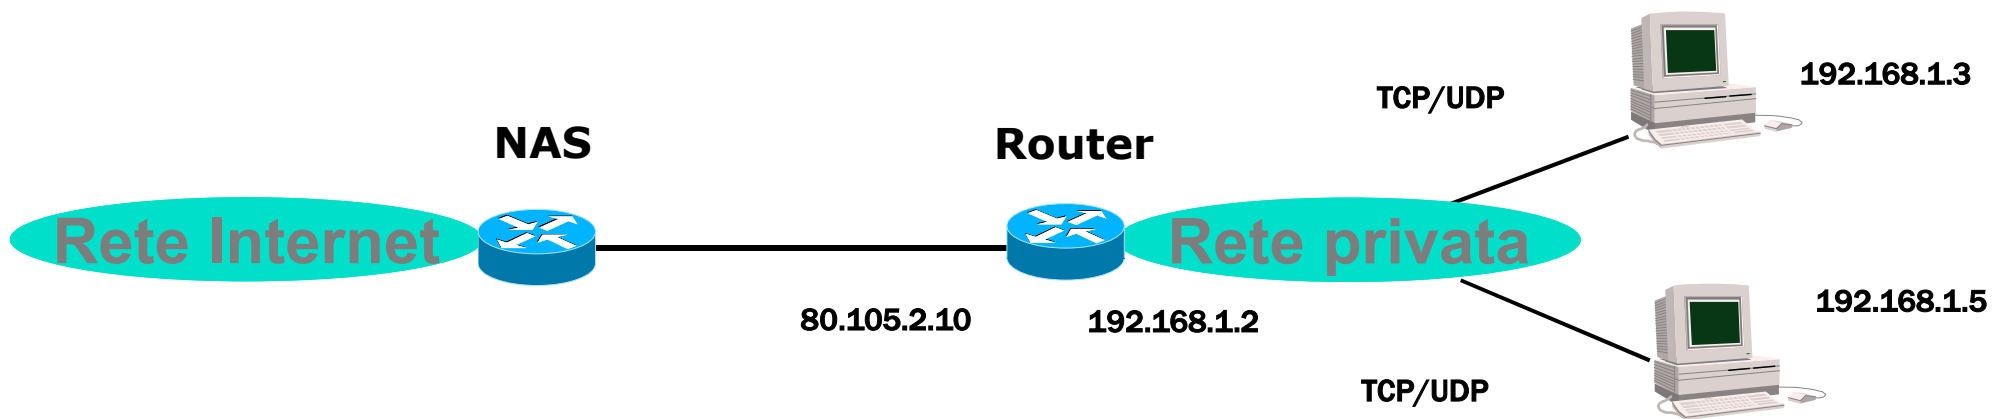 192.168.1.3
TCP/UDP
NAS
Router
Rete Internet
Rete privata
80.105.2.10
192.168.1.2
192.168.1.5
TCP/UDP